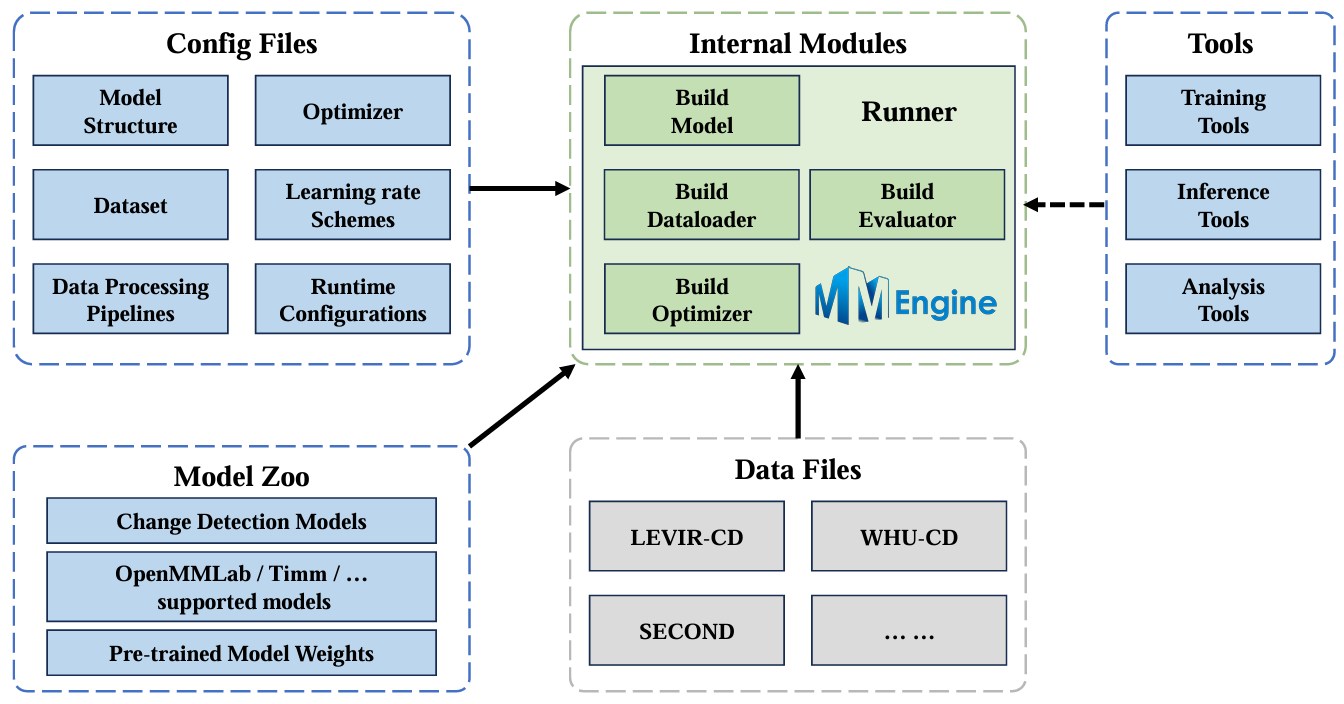 Config Files
Model
Structure
Optimizer
Dataset
Learning rate
Schemes
Data Processing
Pipelines
Runtime
Configurations
Internal Modules
Build
Model
Runner
Build
Dataloader
Build
Evaluator
Build
Optimizer
MMEngine
Tools
Training
Tools
Inference
Tools
Analysis
Tools
Model Zoo
Change Detection Models
OpenMMLab / Timm / …
supported models
Pre-trained Model Weights
Data Files
LEVIR-CD
WHU-CD
SECOND
… …